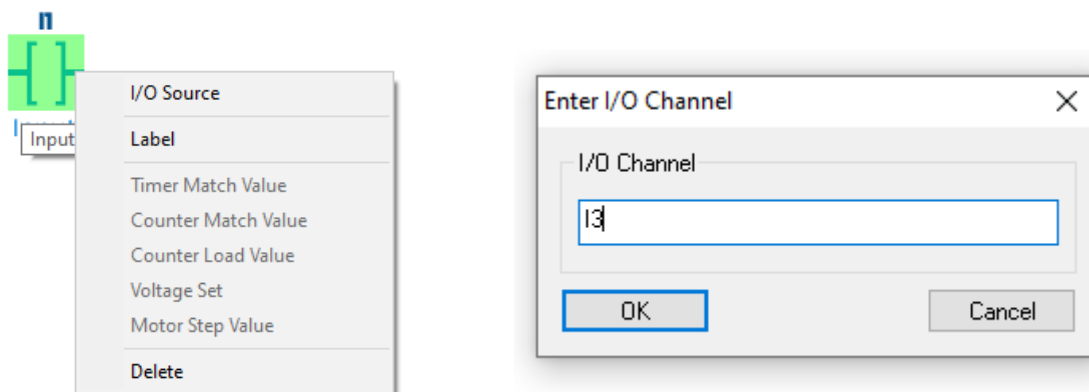 I1
Input
I/O Source
Label
Timer Match Value
Counter Match Value
Counter Load Value
Voltage Set
Motor Step Value
Delete
Enter I/O Channel
I/O Channel
I3
OK
Cancel